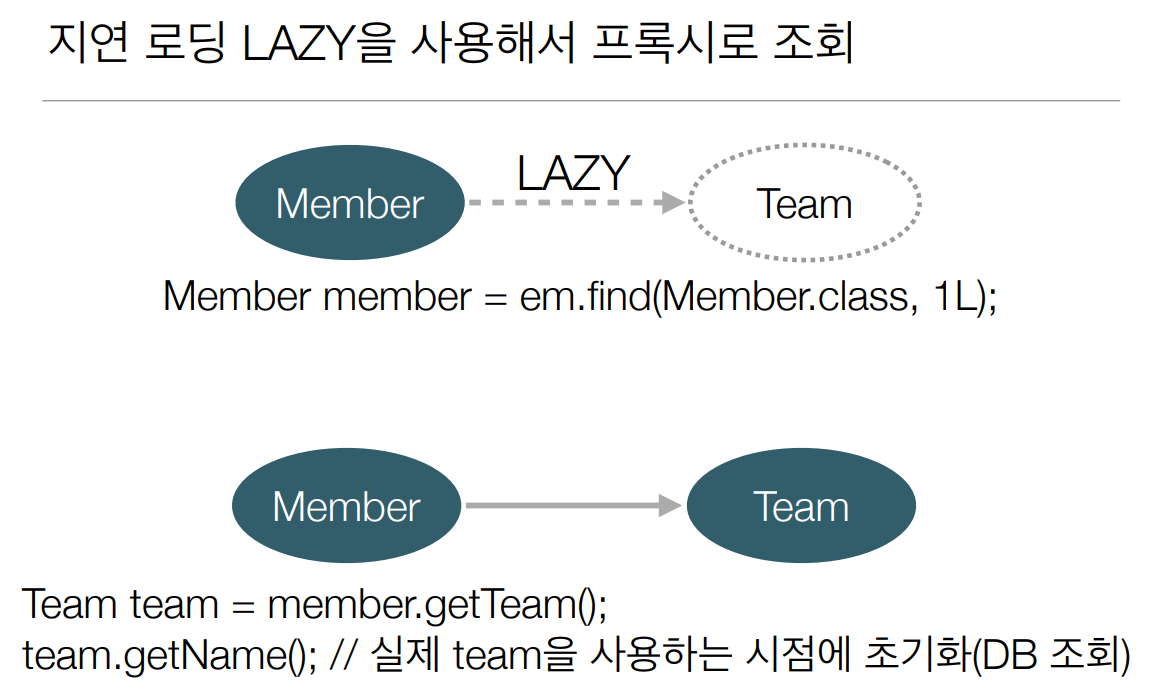 지연 로딩 LAZY을 사용해서 프록시로 조회
LAZY
Member
Team
Member member = em.find(Member.class, 1L);
Member
Team
Team team = member.getTeam();
team.getName(); // 실제 team을 사용하는 시점에 초기화(DB 조회)